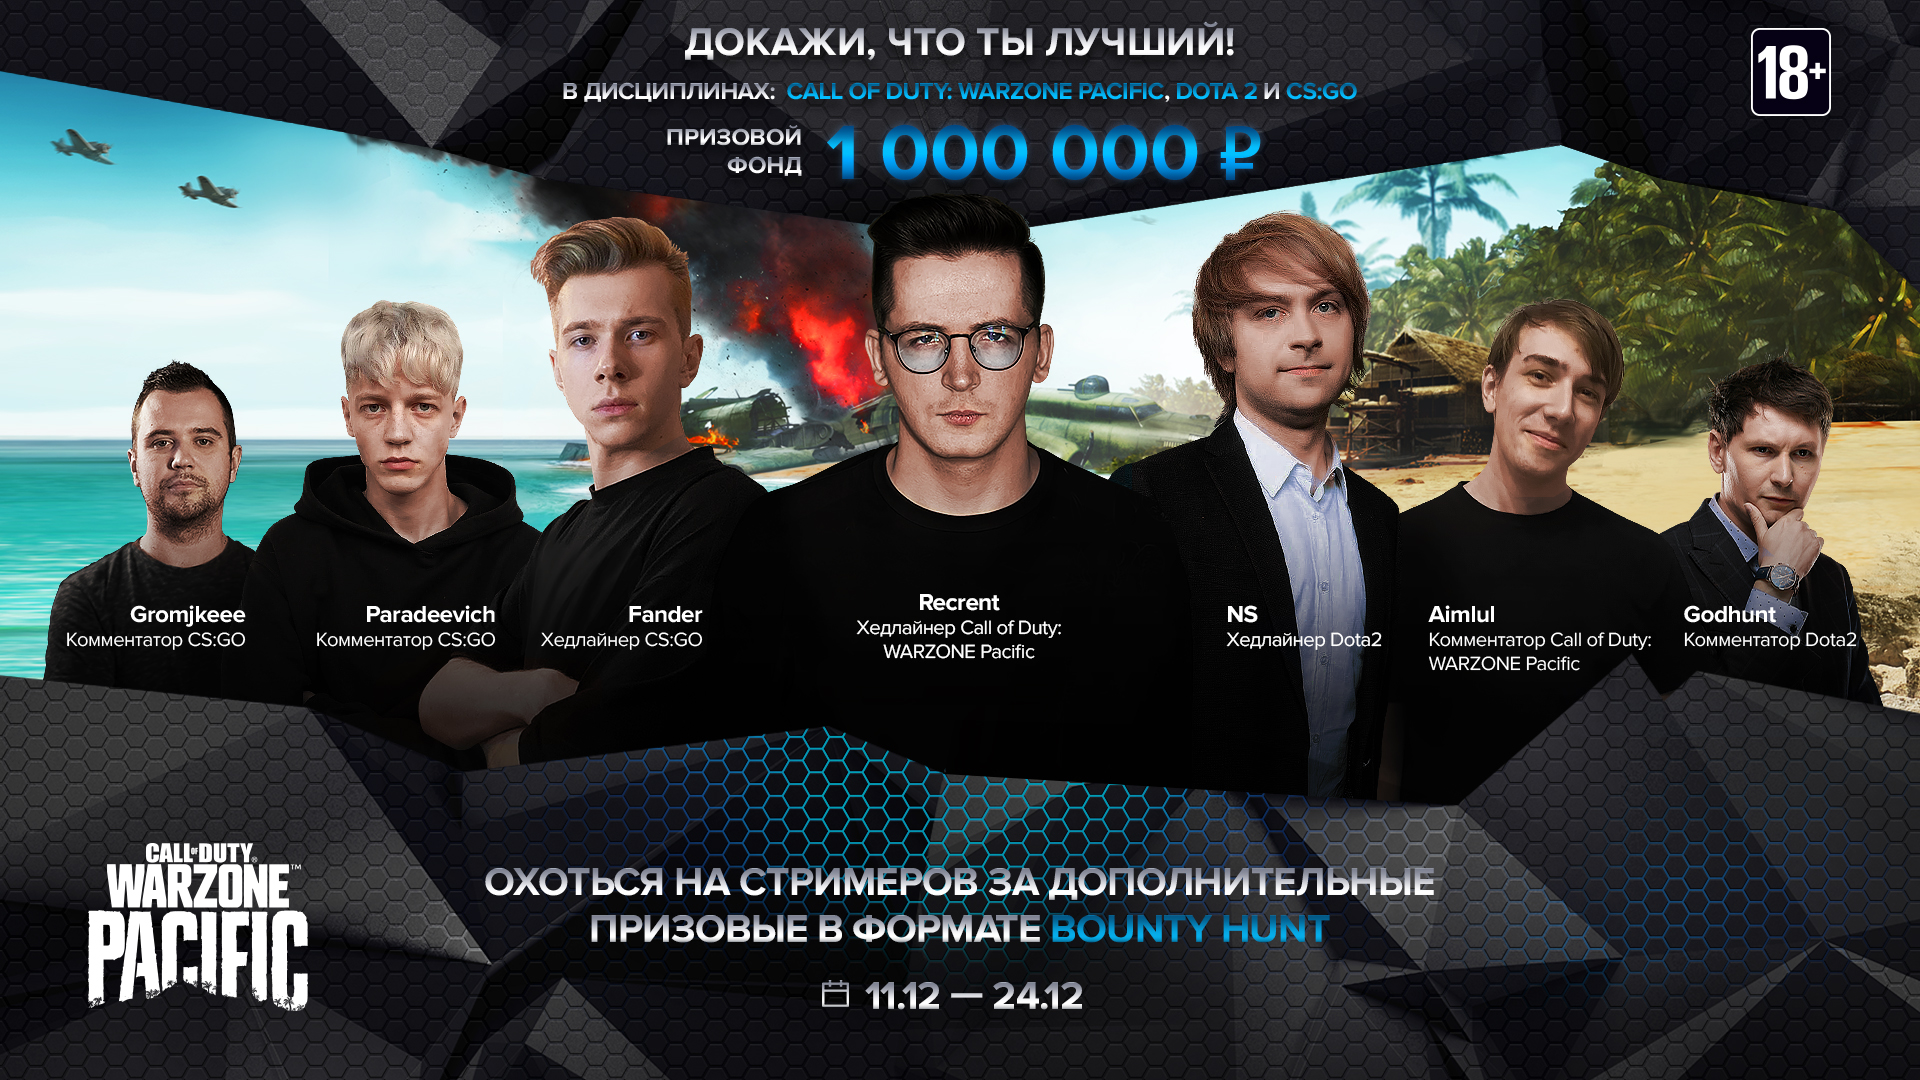 ДОКАЖИ, ЧТО ТЫ ЛУЧШИЙ!
18+
В ДИСЦИПЛИНАХ: CALL OF DUTY: WARZONE PACIFIC, DOTA 2 И CS:GO
ПРИЗОВОЙ
ФОНД
1 000 000 ₽
Gromjkeee
Комментатор CS:GO
Paradeevich
Комментатор CS:GO
Fander
Хедлайнер CS:GO
Recrent
Хедлайнер Call of Duty:
WARZONE Pacific
NS
Хедлайнер Dota2
Aimlul
Комментатор Call of Duty:
WARZONE Pacific
Godhunt
Комментатор Dota2
CALL OF DUTY®
WARZONE™
PACIFIC
ОХОТЬСЯ НА СТРИМЕРОВ ЗА ДОПОЛНИТЕЛЬНЫЕ
ПРИЗОВЫЕ В ФОРМАТЕ BOUNTY HUNT
11.12 — 24.12